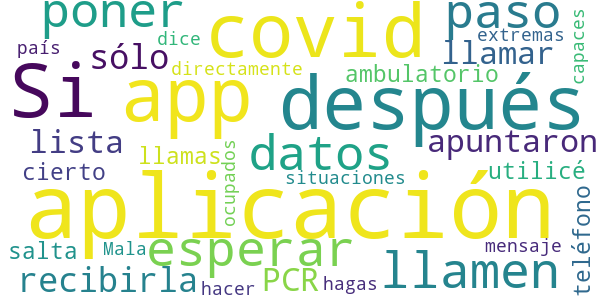 poner
covid
paso
extremas
país
dice
sólo
llamar
capaces
directamente
Si
app
ambulatorio
después
lista
llamas
datos
apuntaron
cierto
ocupados
situaciones
utilicé
aplicación
teléfono
salta
Mala
esperar
mensaje
recibirla
hacer
PCR
hagas
llamen